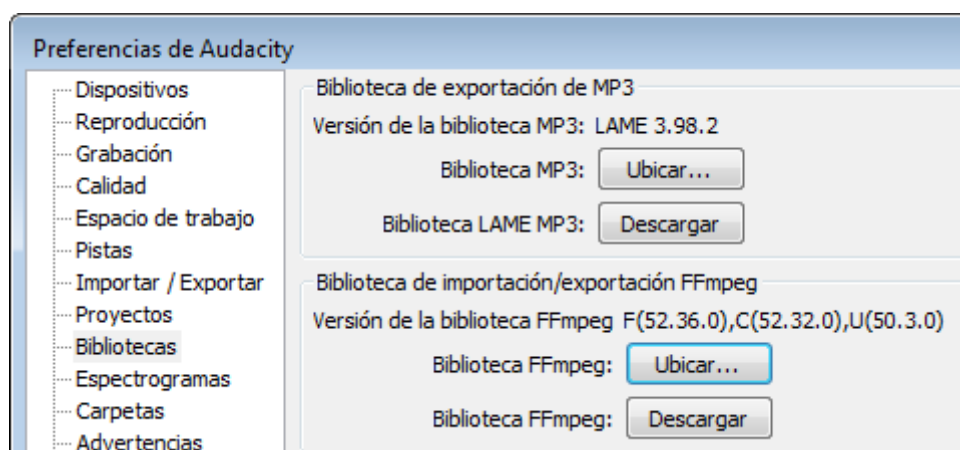 Preferencias de Audacity
Dispositivos
Reproducción
Grabación
Calidad
Espacio de trabajo
Pistas
Importar / Exportar
Proyectos
Bibliotecas
Espectrogramas
Carpetas
Advertencias
Biblioteca de exportación de MP3
Versión de la biblioteca MP3: LAME 3.98.2
Biblioteca MP3: Ubicar...
Biblioteca LAME MP3: Descargar
Biblioteca de importación/exportación FFmpeg
Versión de la biblioteca FFmpeg F(52.36.0),C(52.32.0),U(50.3.0)
Biblioteca FFmpeg: Ubicar...
Biblioteca FFmpeg: Descargar